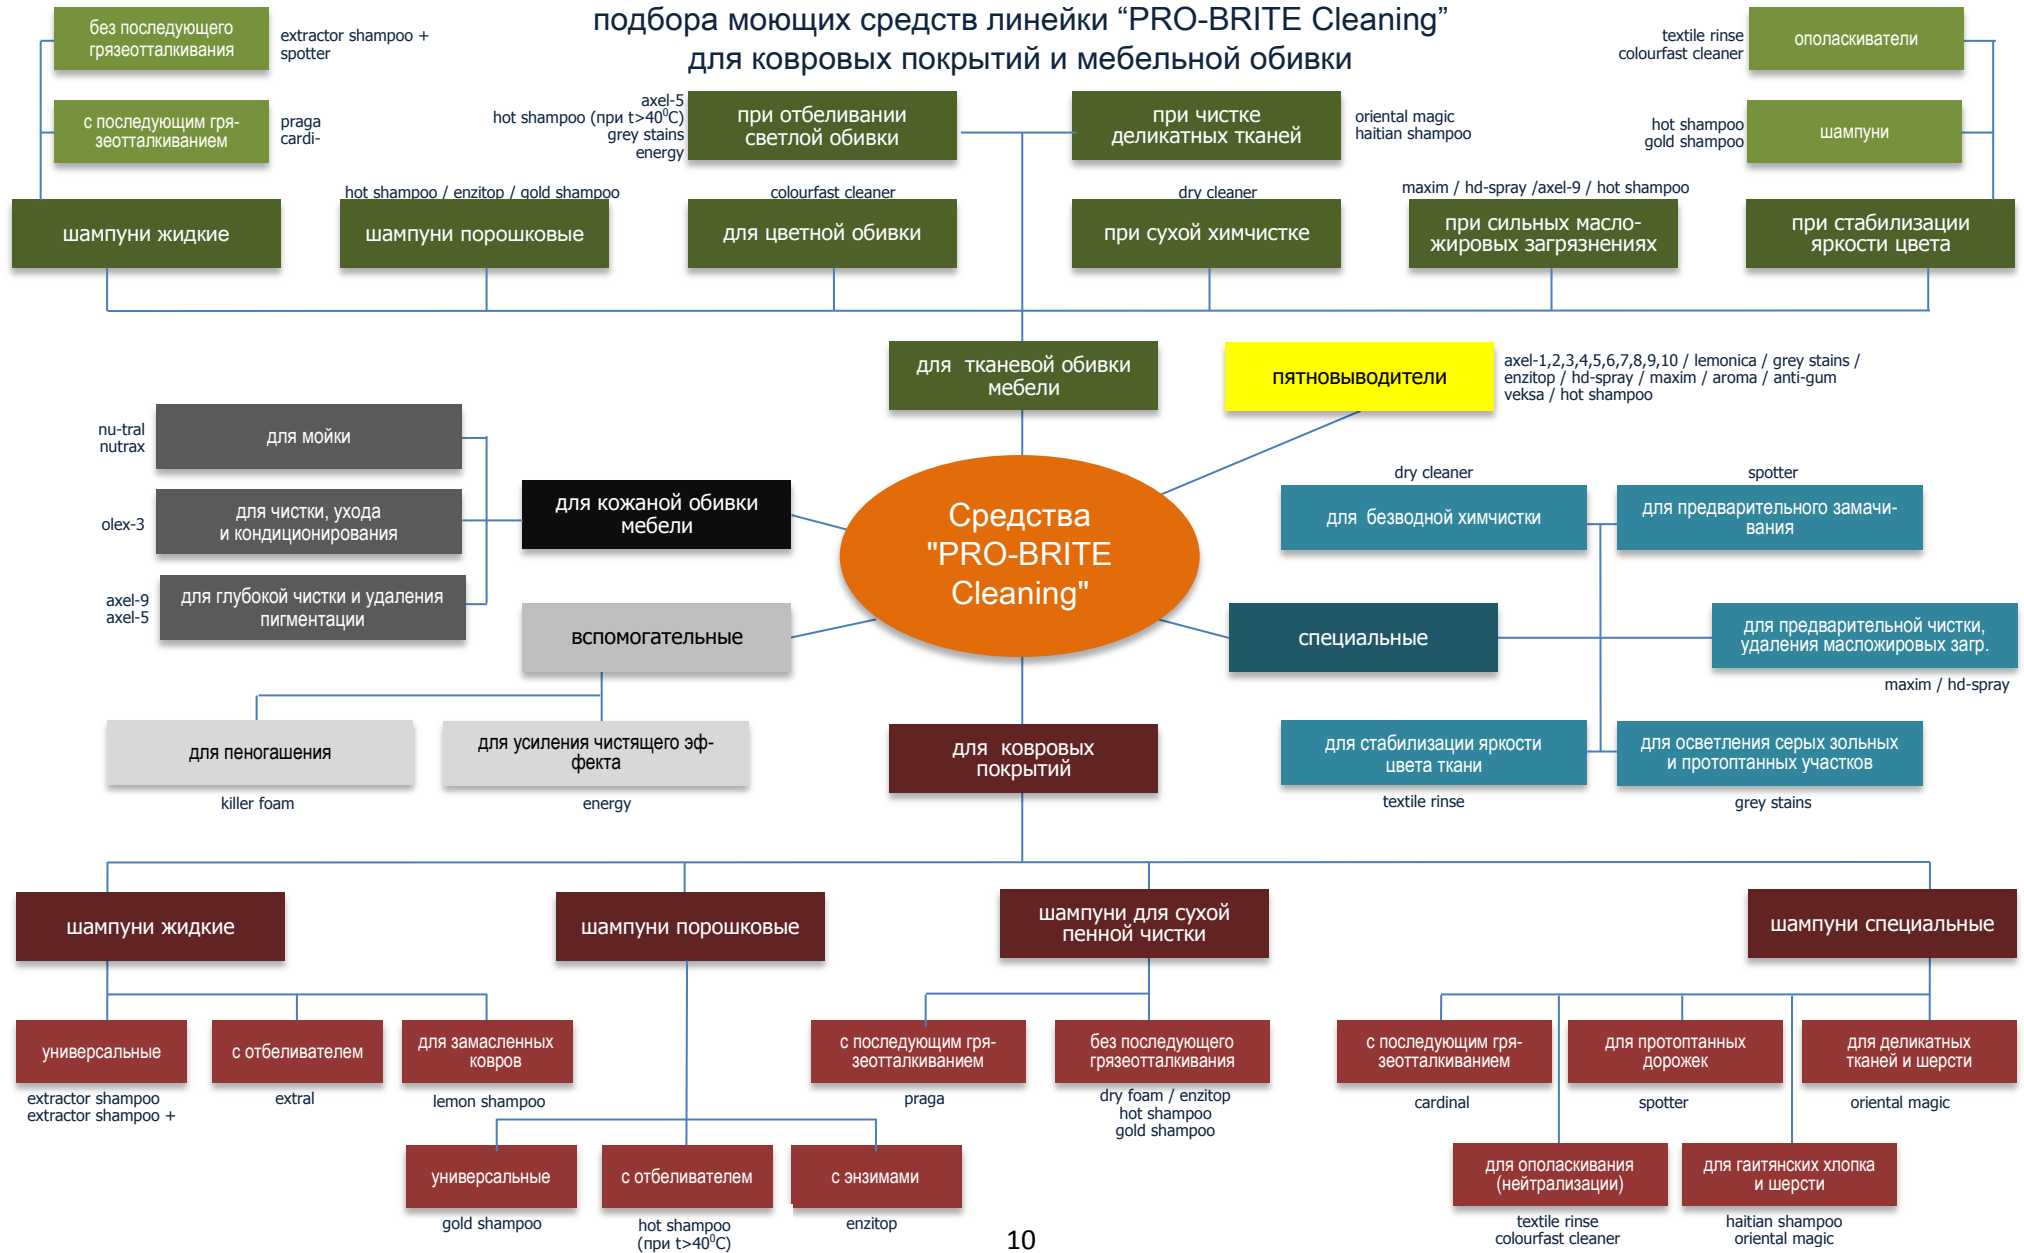 подбора моющих средств линейки “PRO-BRITE Cleaning”
для ковровых покрытий и мебельной обивки
без последующего
грязеотталкивания
extractor shampoo +
spotter
с последующим гря-
зеотталкиванием
praga
cardi-
axel-5
hot shampoo (при t>40⁰C)
grey stains
energy
при отбеливании
светлой обивки
при чистке
деликатных тканей
oriental magic
haitian shampoo
textile rinse
colourfast cleaner
ополаскиватели
hot shampoo
gold shampoo
шампуни
шампуни жидкие
hot shampoo / enzitop / gold shampoo
шампуни порошковые
colourfast cleaner
для цветной обивки
dry cleaner
при сухой химчистке
maxim / hd-spray /axel-9 / hot shampoo
при сильных масло-
жировых загрязнениях
при стабилизации
яркости цвета
для тканевой обивки
мебели
пятновыводители
axel-1,2,3,4,5,6,7,8,9,10 / lemonica / grey stains /
enzitop / hd-spray / maxim / aroma / anti-gum
veksa / hot shampoo
nu-tral
nutrax
для мойки
olex-3
для чистки, ухода
и кондиционирования
axel-9
axel-5
для глубокой чистки и удаления
пигментации
для кожаной обивки
мебели
Средства
"PRO-BRITE
Cleaning"
dry cleaner
для безводной химчистки
spotter
для предварительного замачи-
вания
вспомогательные
специальные
для предварительной чистки,
удаления масложировых загр.
maxim / hd-spray
для пеногашения
killer foam
для усиления чистящего эф-
фекта
energy
для ковровых
покрытий
для стабилизации яркости
цвета ткани
textile rinse
для осветления серых зольных
и протоптанных участков
grey stains
шампуни жидкие
шампуни порошковые
шампуни для сухой
пенной чистки
шампуни специальные
универсальные
extractor shampoo
extractor shampoo +
с отбеливателем
extral
для замасленных
ковров
lemon shampoo
с последующим гря-
зеотталкиванием
praga
без последующего
грязеотталкивания
dry foam / enzitop
hot shampoo
gold shampoo
с последующим гря-
зеотталкиванием
cardinal
для протоптанных
дорожек
spotter
для деликатных
тканей и шерсти
oriental magic
универсальные
gold shampoo
с отбеливателем
hot shampoo
(при t>40⁰C)
с энзимами
enzitop
для ополаскивания
(нейтрализации)
textile rinse
colourfast cleaner
для гаитянских хлопка
и шерсти
haitian shampoo
oriental magic
10